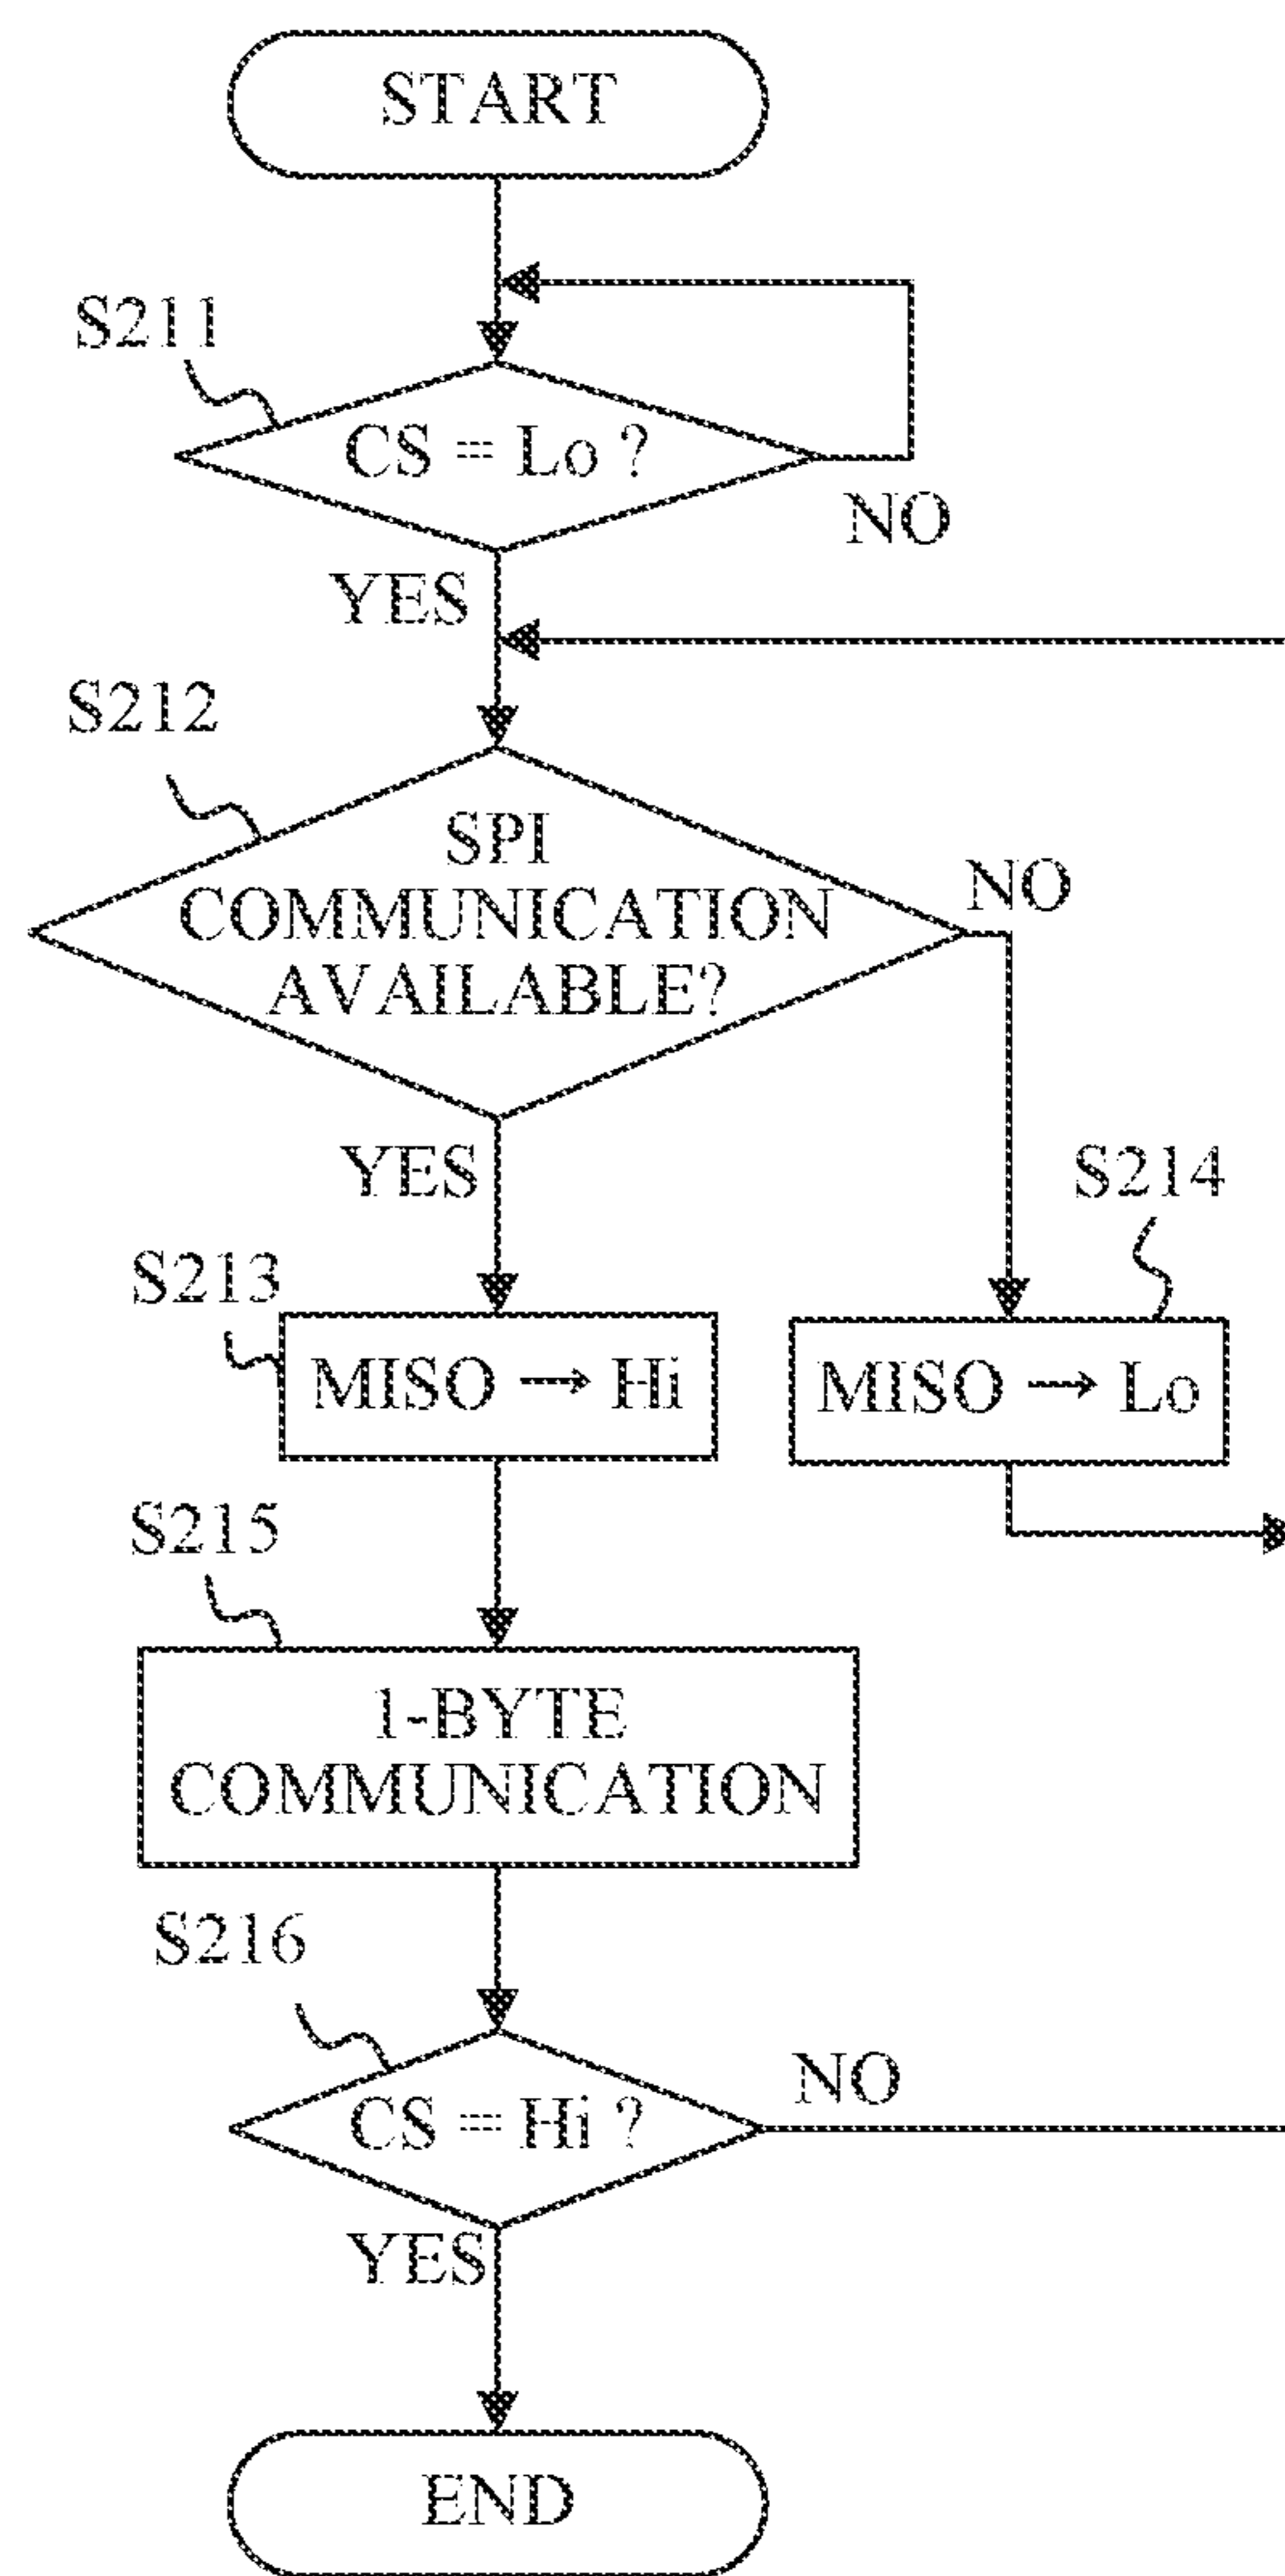 START
S211
CS = Lo ?
NO
YES
S212
SPI
COMMUNICATION
AVAILABLE?
NO
YES
S214
S213
MISO → Hi
MISO → Lo
S215
1-BYTE
COMMUNICATION
S216
CS = Hi ?
NO
YES
END